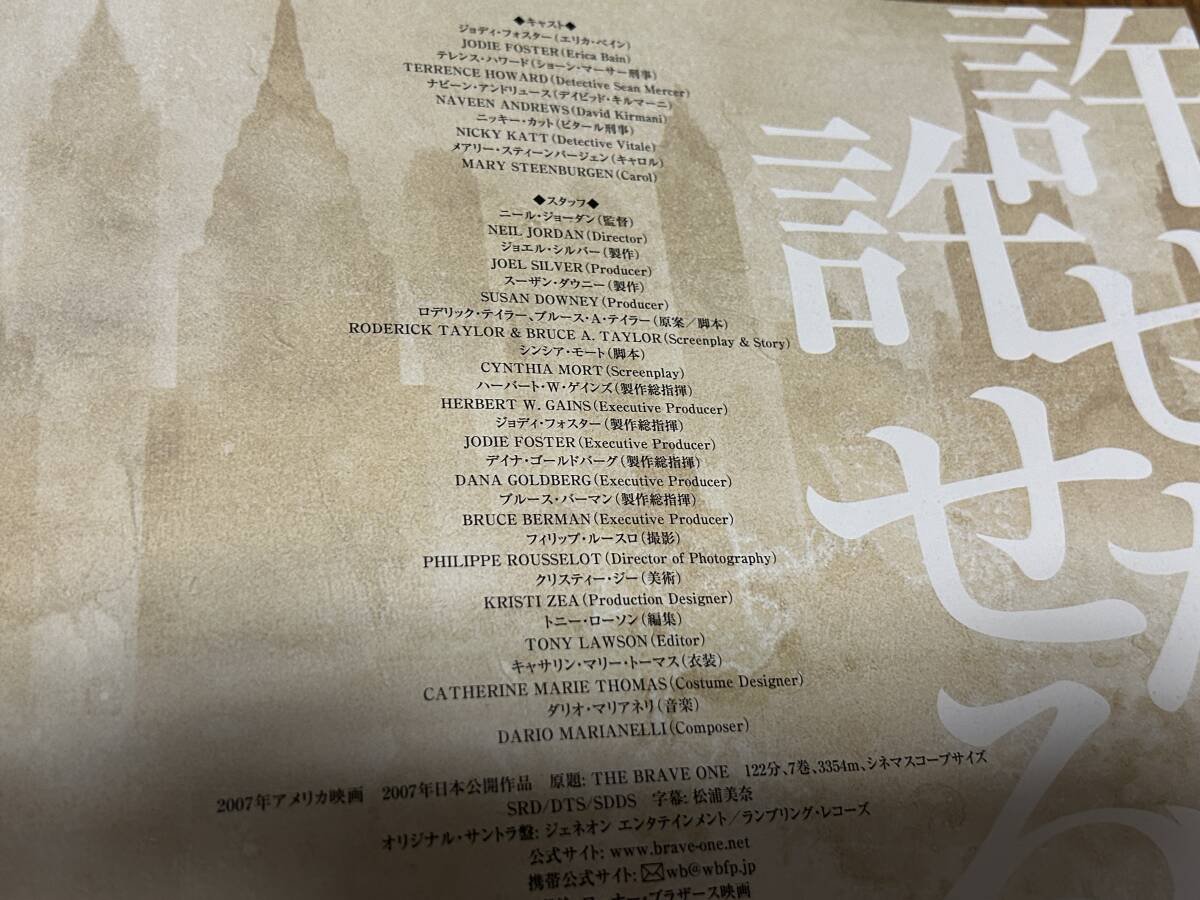 ◆キャスト◆
ジョディ・フォスター(エリカ・ベイン)
JODIE FOSTER(Erica Bain)
テレンス・ハワード(ショーン・マーサー刑事)
TERRENCE HOWARD(Detective Sean Mercer)
ナビーン・アンドリュース(デイビッド・キルマーニ)
NAVEEN ANDREWS(David Kirmani)
ニッキー・カット(ビタール刑事)
NICKY KATT(Detective Vitale)
メアリー・スティーンバージェン(キャロル)
MARY STEENBURGEN(Carol)
◆スタッフ◆
ニール・ジョーダン(監督)
NEIL JORDAN(Director)
ジョエル・シルバー(製作)
JOEL SILVER(Producer)
スーザン・ダウニー(製作)
SUSAN DOWNEY(Producer)
ロデリック・テイラー、ブルース・A・テイラー(原案/脚本)
RODERICK TAYLOR & BRUCE A. TAYLOR(Screenplay & Story)
シンシア・モート(脚本)
CYNTHIA MORT(Screenplay)
ハーバート・W・ゲインズ(製作総指揮)
HERBERT W. GAINS(Executive Producer)
ジョディ・フォスター(製作総指揮)
JODIE FOSTER(Executive Producer)
デイナ・ゴールドバーグ(製作総指揮)
DANA GOLDBERG(Executive Producer)
ブルース・バーマン(製作総指揮)
BRUCE BERMAN(Executive Producer)
フィリップ・ルースロ(撮影)
PHILIPPE ROUSSELOT(Director of Photography)
クリスティー・ジー(美術)
KRISTI ZEA(Production Designer)
トニー・ローソン(編集)
TONY LAWSON(Editor)
キャサリン・マリー・トーマス(衣装)
CATHERINE MARIE THOMAS(Costume Designer)
ダリオ・マリアネリ(音楽)
DARIO MARIANELLI(Composer)
2007年アメリカ映画 2007年日本公開作品 原題: THE BRAVE ONE 122分、7巻、3354m、シネマスコープサイズ
SRD/DTS/SDDS 字幕: 松浦美奈
オリジナル・サントラ盤: ジェネオン エンタテインメント/ランブリング・レコーズ
公式サイト: www.brave-one.net
携帯公式サイト: wb@wbfp.jp
ワーナー・ブラザース映画
許せ
許せる